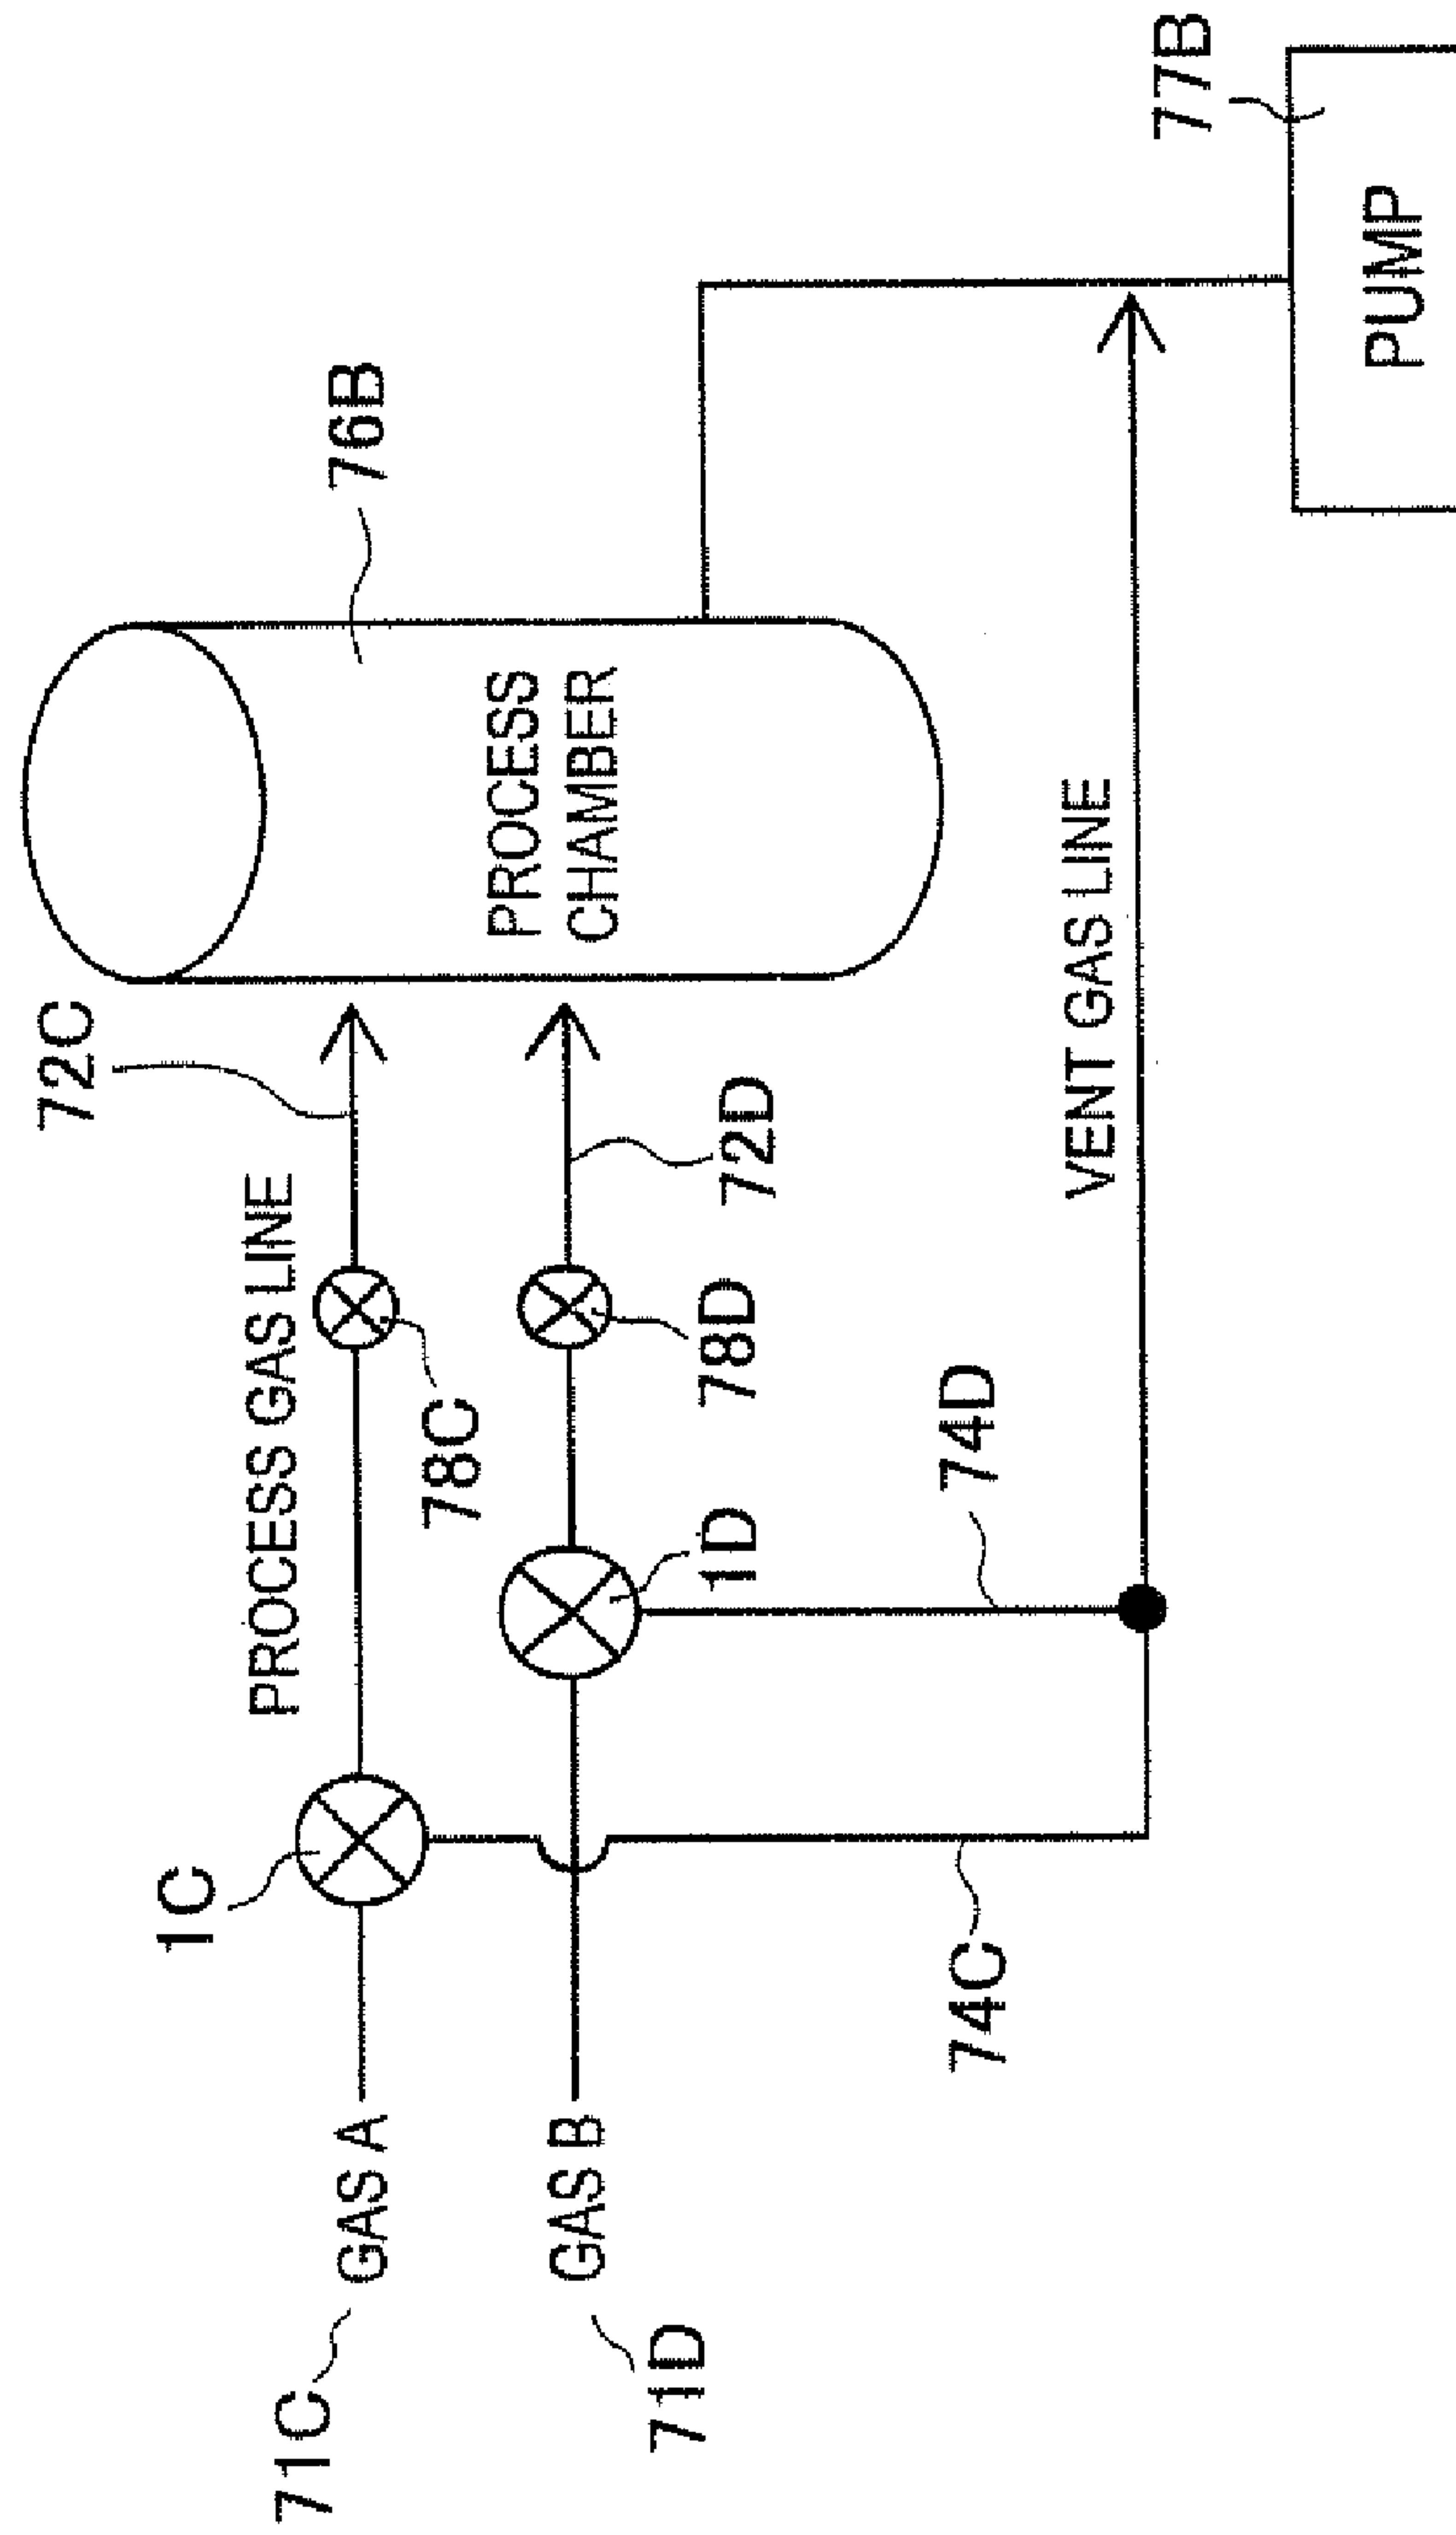 72C
PROCESS GAS LINE
1C
71C
GAS A
78C
76B
PROCESS
CHAMBER
GAS B
71D
1D
78D
72D
74C
74D
VENT GAS LINE
77B
PUMP